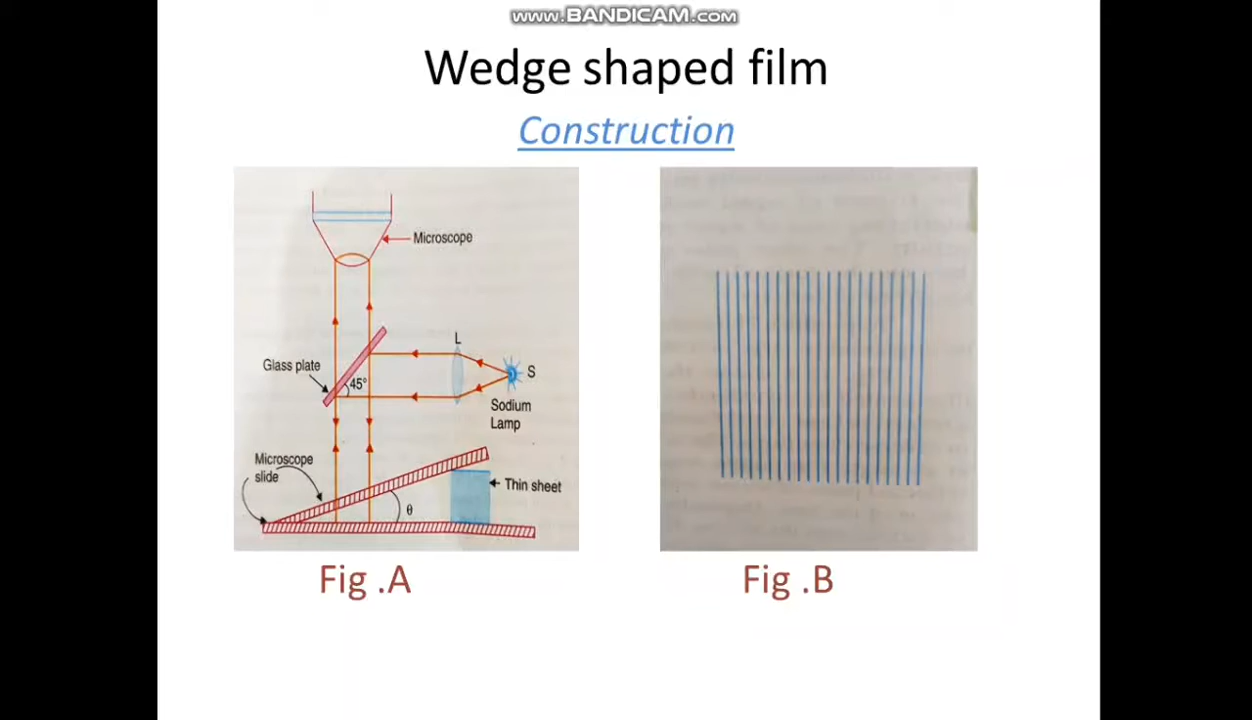 www.BANDICAM.com
Wedge shaped film
Construction
Microscope
Glass plate
45°
L
S
Sodium
Lamp
Microscope
slide
Thin sheet
θ
Fig .A
Fig .B